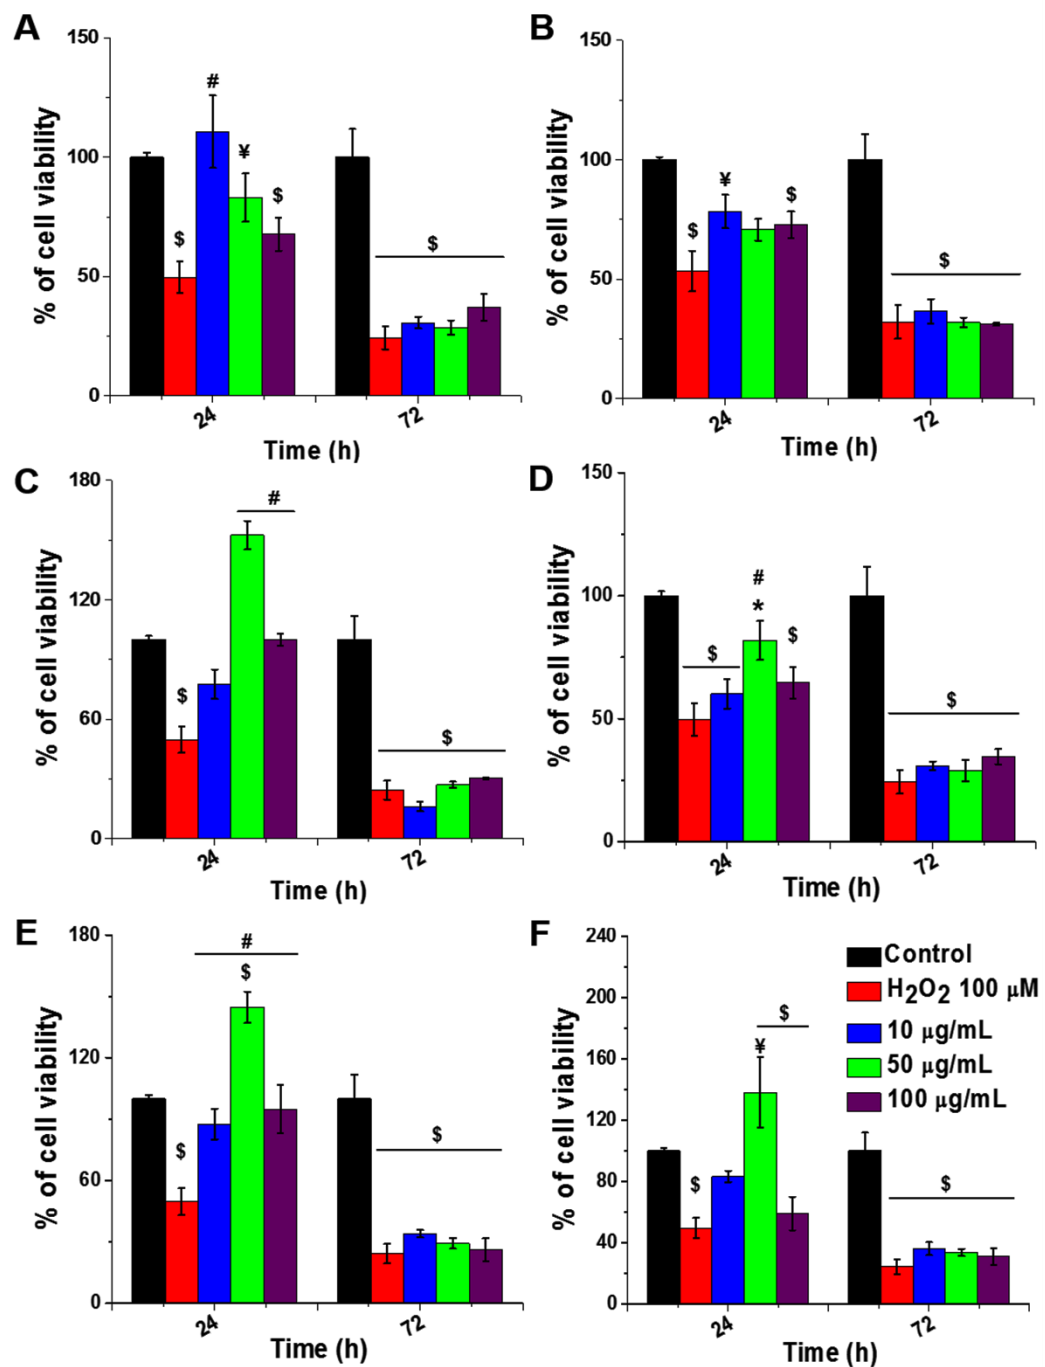 A
% of cell viability
150
100
50
0
#
¥
$
$
$
24
72
Time (h)
B
% of cell viability
150
100
50
0
$
¥
$
$
24
72
Time (h)
C
% of cell viability
180
120
60
0
#
$
$
24
72
Time (h)
D
% of cell viability
150
100
50
0
#
*
$
$
$
24
72
Time (h)
E
% of cell viability
180
120
60
0
#
$
$
$
24
72
Time (h)
F
% of cell viability
240
200
160
120
80
40
0
Control
H₂O₂ 100 μM
10 μg/mL
50 μg/mL
100 μg/mL
$
¥
$
$
24
72
Time (h)